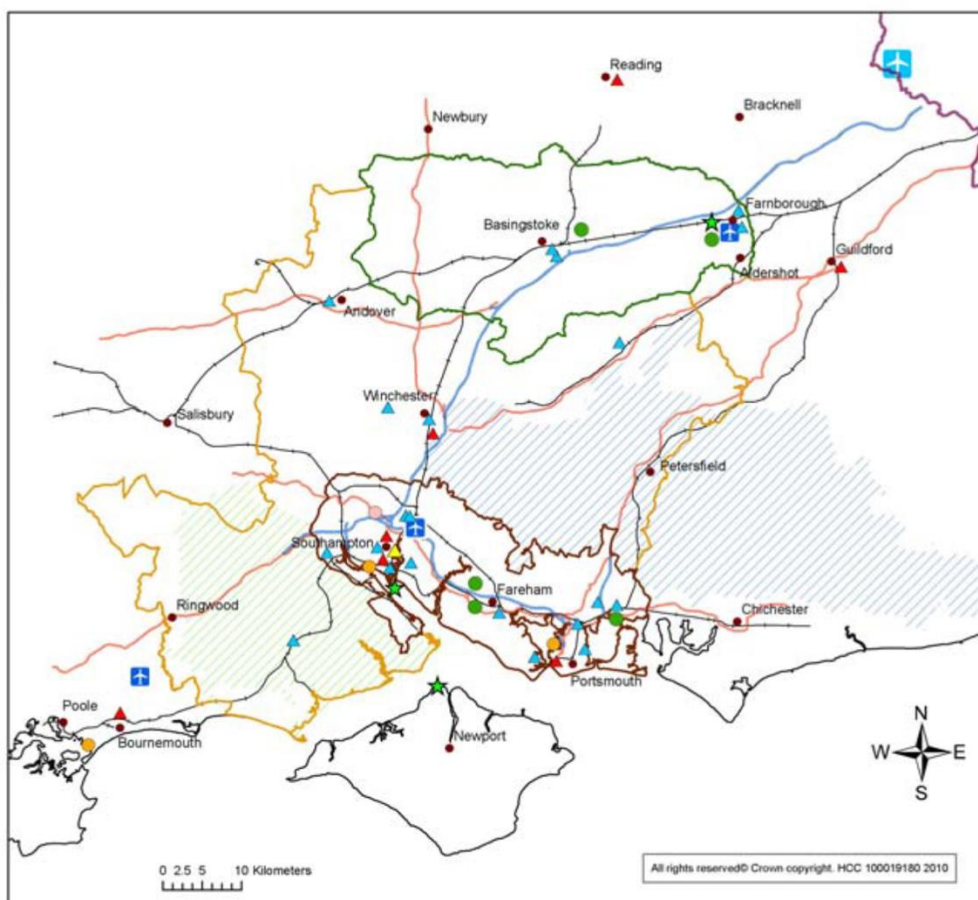 Reading
Bracknell
Newbury
Farnborough
Basingstoke
Guildford
Aldershot
Andover
Winchester
Salisbury
Petersfield
Southampton
Fareham
Ringwood
Chichester
Portsmouth
Poole
Bournemouth
Newport
N
W E
S
0 2.5 5 10 Kilometers
All rights reserved© Crown copyright. HCC 100019180 2010